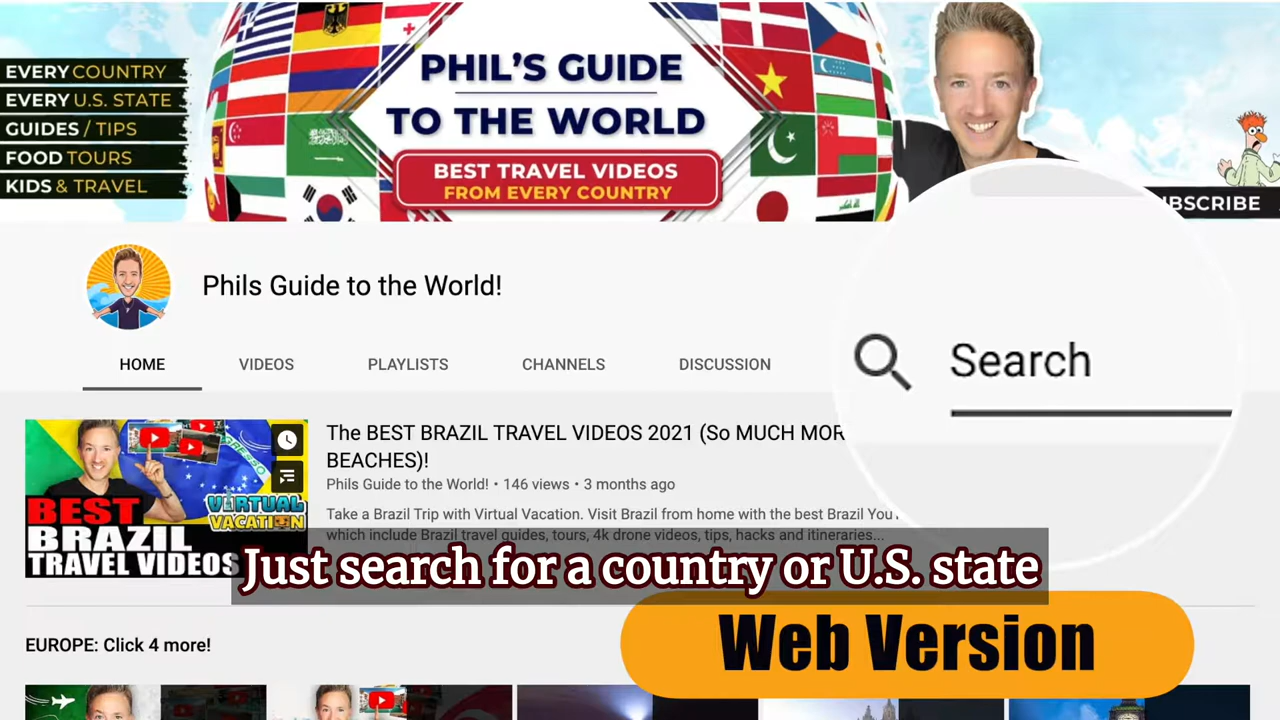 EVERY COUNTRY
EVERY U.S. STATE
GUIDES / TIPS
FOOD TOURS
KIDS & TRAVEL
PHIL'S GUIDE
TO THE WORLD
BEST TRAVEL VIDEOS
FROM EVERY COUNTRY
UBSCRIBE
Phils Guide to the World!
HOME VIDEOS PLAYLISTS CHANNELS DISCUSSION
Search
BEST
BRAZIL
TRAVEL VIDEOS
VIRTUAL
VACATION
The BEST BRAZIL TRAVEL VIDEOS 2021 (So MUCH MOR
BEACHES)!
Phils Guide to the World! • 146 views • 3 months ago
Take a Brazil Trip with Virtual Vacation. Visit Brazil from home with the best Brazil You
which include Brazil travel guides, tours, 4k drone videos, tips, hacks and itineraries...
Just search for a country or U.S. state
Web Version
EUROPE: Click 4 more!